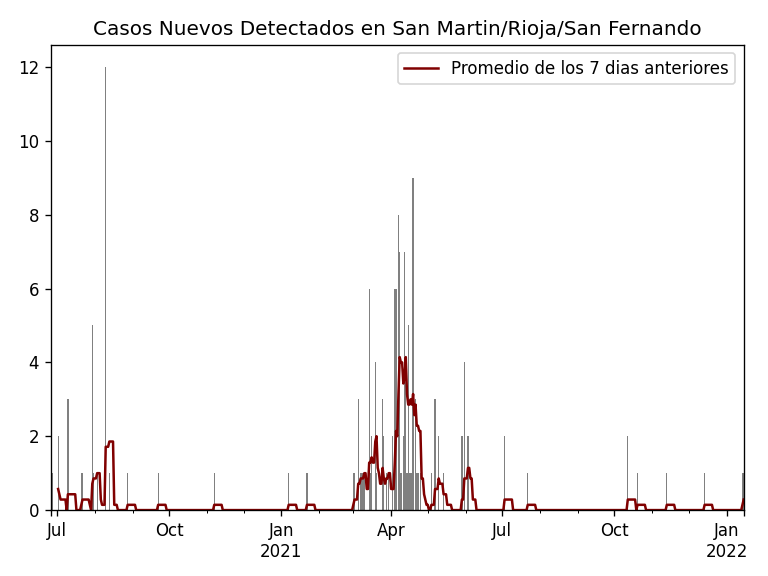 Casos Nuevos Detectados en San Martin/Rioja/San Fernando
Promedio de los 7 dias anteriores
12
10
8
6
4
2
0
Jul
Oct
Jan
2021
Apr
Jul
Oct
Jan
2022